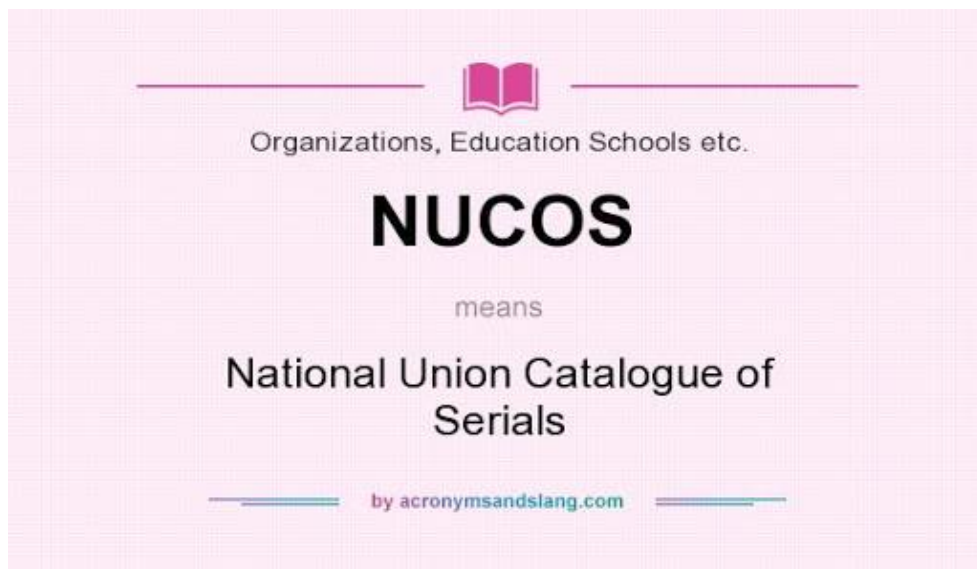 Organizations, Education Schools etc.
NUCOS
means
National Union Catalogue of
Serials
by acronymsandslang.com